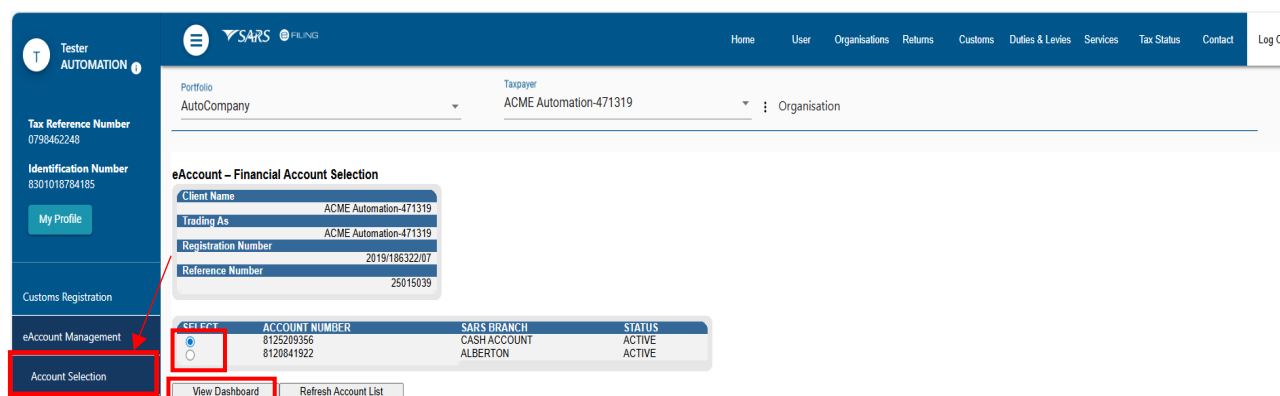 T
Tester
AUTOMATION
Tax Reference Number
0798462248
Identification Number
8301018784185
My Profile
Customs Registration
eAccount Management
Account Selection
SARS eFILING
Home User Organisations Returns Customs Duties & Levies Services Tax Status Contact Log
Portfolio
AutoCompany
Taxpayer
ACME Automation-471319
Organisation
eAccount – Financial Account Selection
Client Name
ACME Automation-471319
Trading As
ACME Automation-471319
Registration Number
2019/186322/07
Reference Number
25015039
SELECT ACCOUNT NUMBER SARS BRANCH STATUS
8125209356 CASH ACCOUNT ACTIVE
8120841922 ALBERTON ACTIVE
View Dashboard Refresh Account List